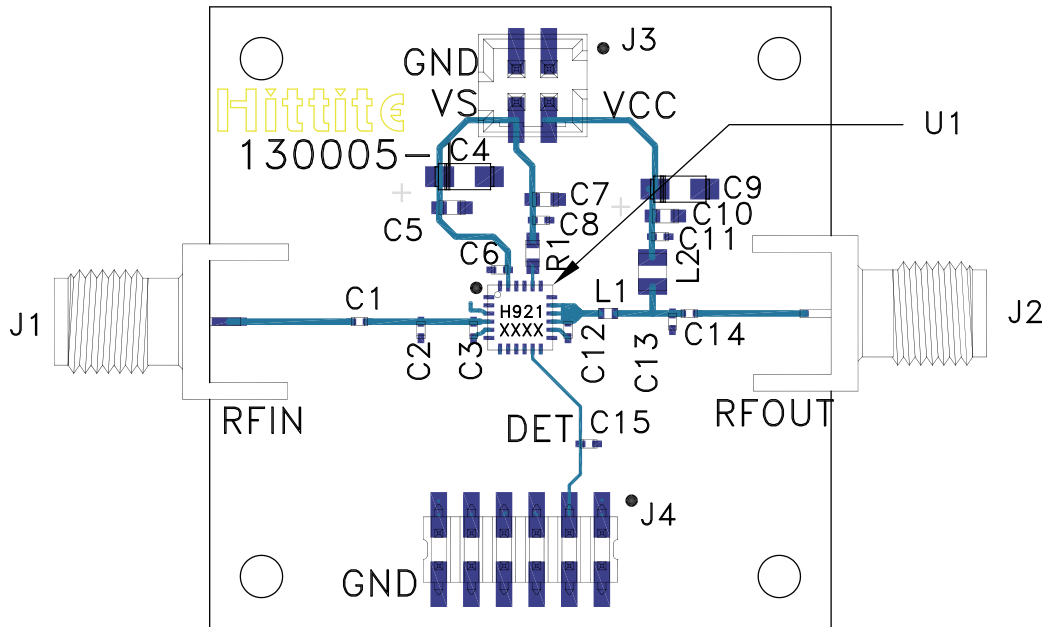 J3
GND
VS
VCC
U1
Hittite
130005-
C4
C7
C9
C5
C8
C10
C11
C6
R1
L2
L1
H921
XXXX
J1
C1
J2
C2
C3
C12
C13
C14
RFIN
DET
C15
RFOUT
J4
GND